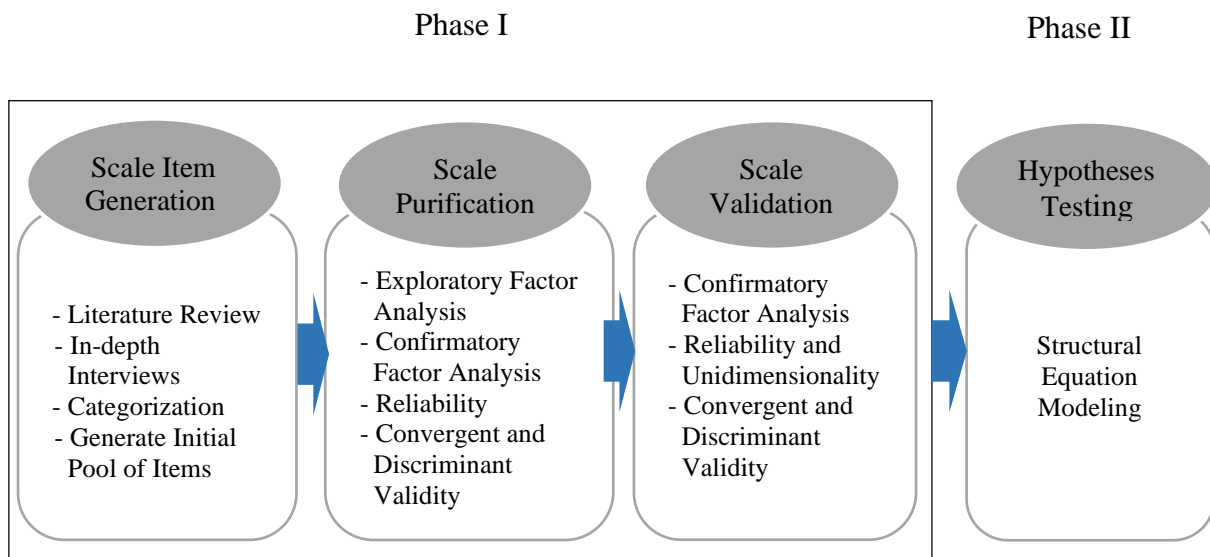 Phase I
Phase II
Scale Item
Generation
- Literature Review
- In-depth
Interviews
- Categorization
- Generate Initial
Pool of Items
Scale
Purification
- Exploratory Factor
Analysis
- Confirmatory
Factor Analysis
- Reliability
- Convergent and
Discriminant
Validity
Scale
Validation
- Confirmatory
Factor Analysis
- Reliability and
Unidimensionality
- Convergent and
Discriminant
Validity
Hypotheses
Testing
Structural
Equation
Modeling